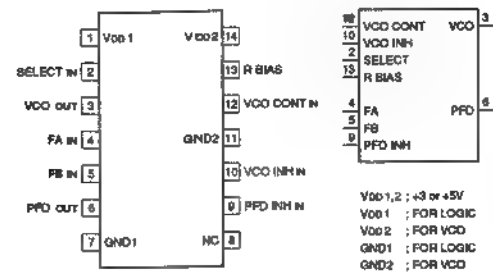 1 VDD1 VDD2 14
SELECT IN 2 13 R BIAS
VCO OUT 3 12 VCO CONT IN
FA IN 4 GND2 11
FB IN 5 10 VCO INH IN
PFD OUT 6 9 PFD INH IN
7 GND1 NC 8
12 VCO CONT VCO 3
10 VCO INH
2 SELECT
13 R BIAS
4 FA PFD 6
5 FB
9 PFD INH
VDD1,2 ; +3 or +5V
VDD1 ; FOR LOGIC
VDD2 ; FOR VCO
GND1 ; FOR LOGIC
GND2 ; FOR VCO